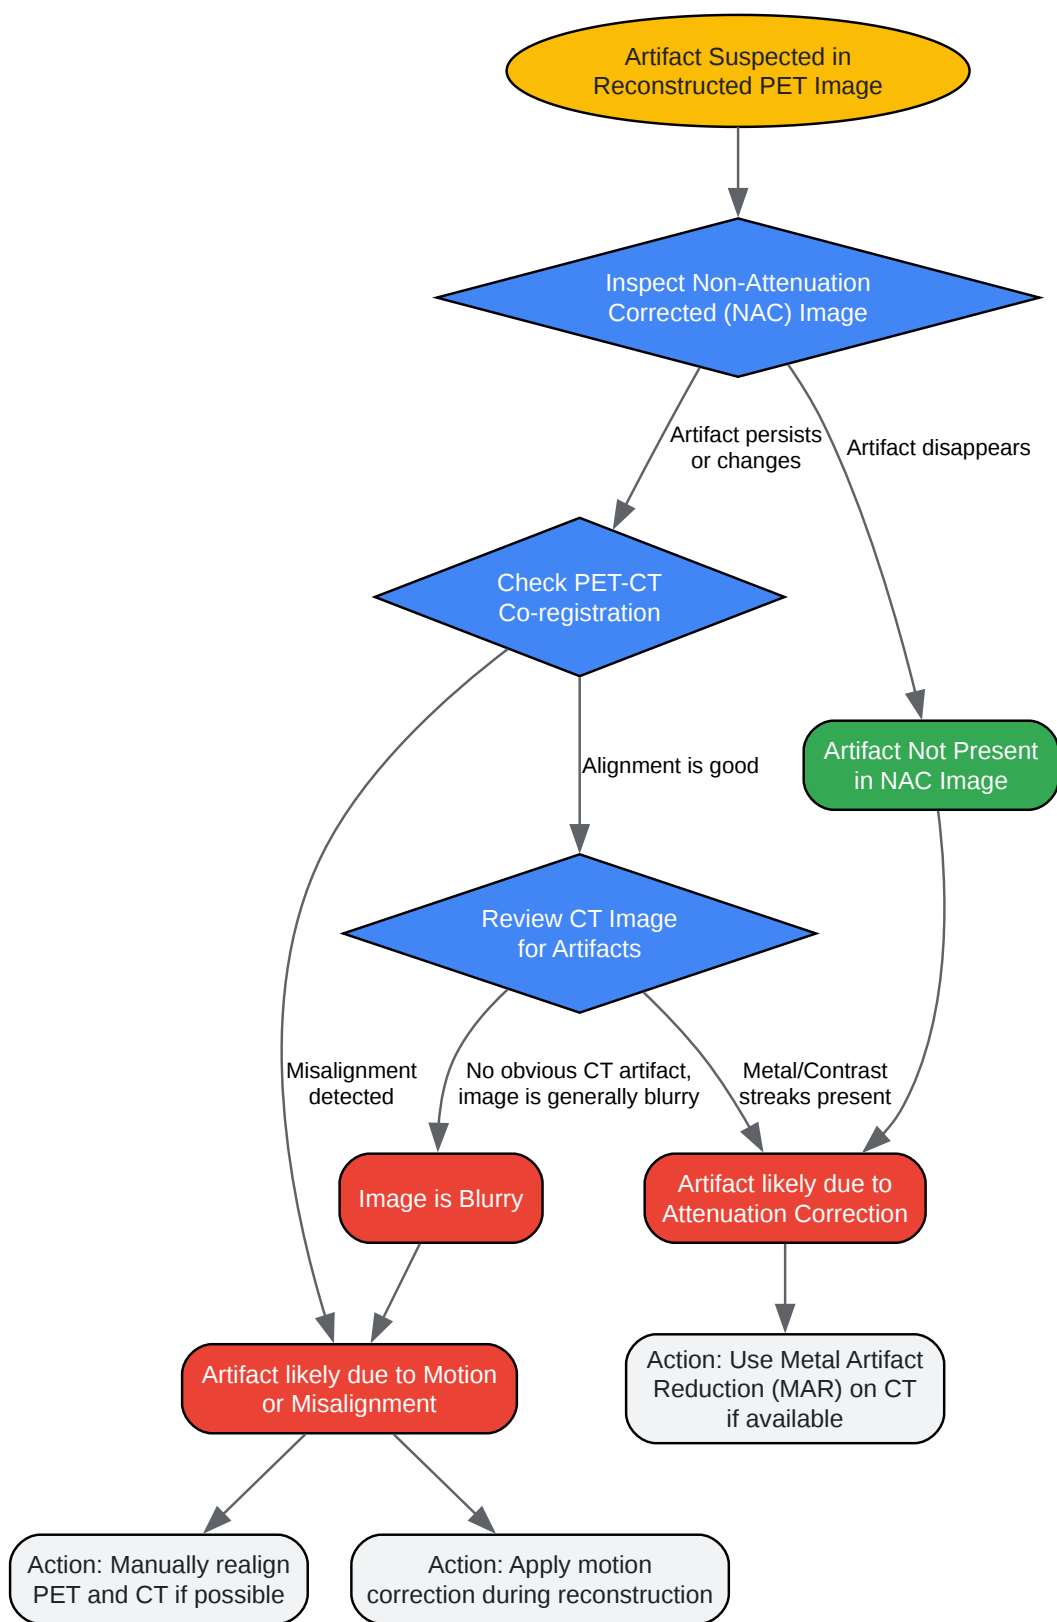 Artifact Suspected in
Reconstructed PET Image
Inspect Non-Attenuation
Corrected (NAC) Image
Artifact persists
or changes
Artifact disappears
Check PET-CT
Co-registration
Artifact Not Present
in NAC Image
Alignment is good
Review CT Image
for Artifacts
Misalignment
detected
No obvious CT artifact,
image is generally blurry
Metal/Contrast
streaks present
Image is Blurry
Artifact likely due to
Attenuation Correction
Artifact likely due to Motion
or Misalignment
Action: Use Metal Artifact
Reduction (MAR) on CT
if available
Action: Manually realign
PET and CT if possible
Action: Apply motion
correction during reconstruction